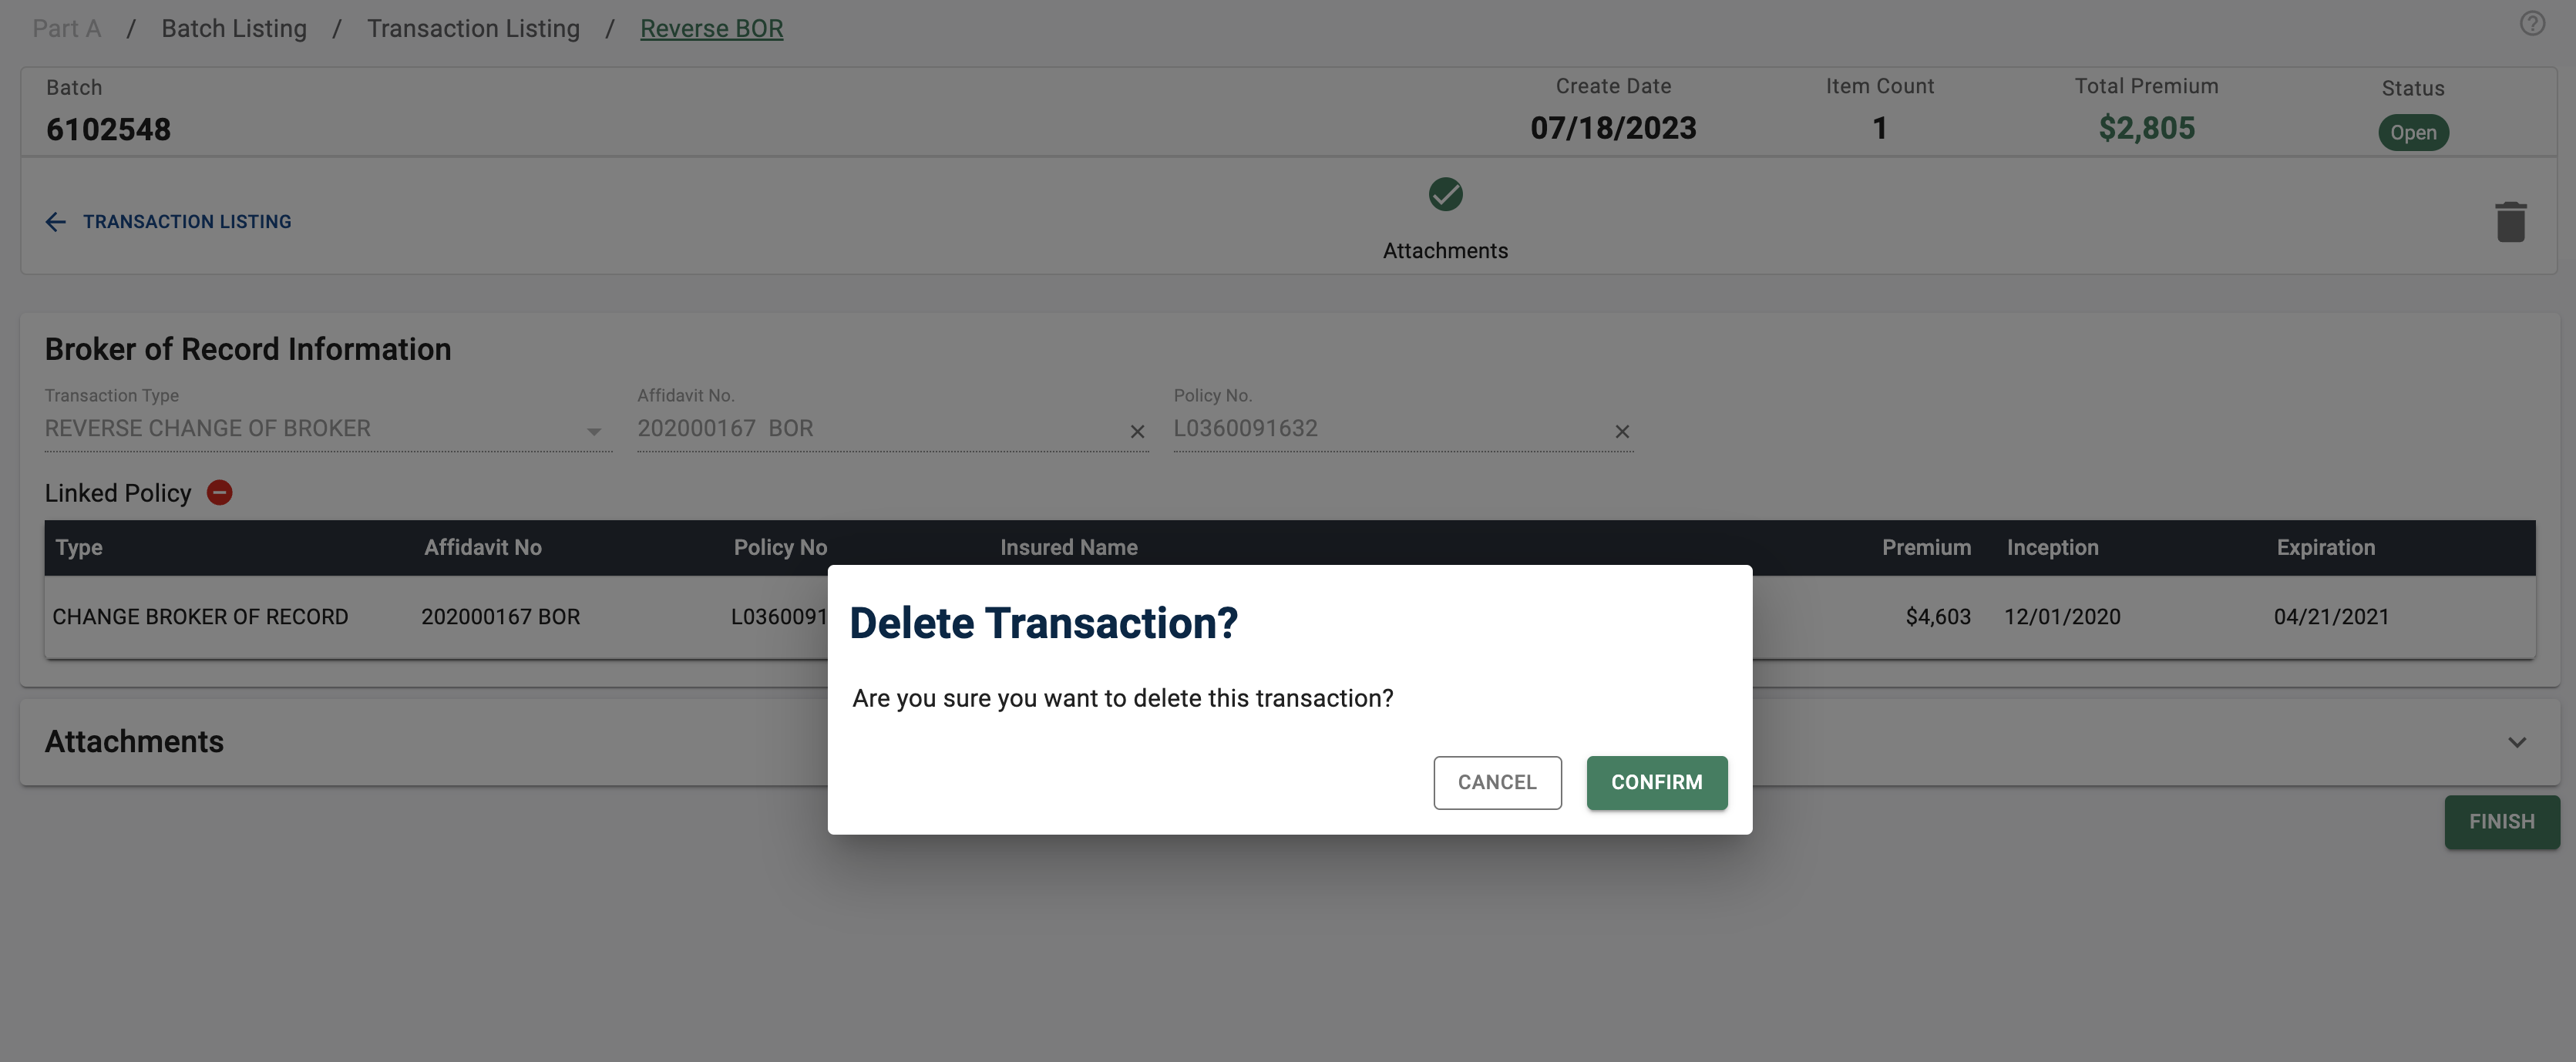 Part A / Batch Listing / Transaction Listing / Reverse BOR
Batch
6102548
Create Date
07/18/2023
Item Count
1
Total Premium
$2,805
Status
Open
TRANSACTION LISTING
Attachments
Broker of Record Information
Transaction Type
REVERSE CHANGE OF BROKER
Affidavit No.
202000167  BOR
Policy No.
L0360091632
Linked Policy
Type Affidavit No Policy No Insured Name Premium Inception Expiration
CHANGE BROKER OF RECORD 202000167 BOR L0360091 $4,603 12/01/2020 04/21/2021
Delete Transaction?
Are you sure you want to delete this transaction?
CANCEL CONFIRM
Attachments
FINISH